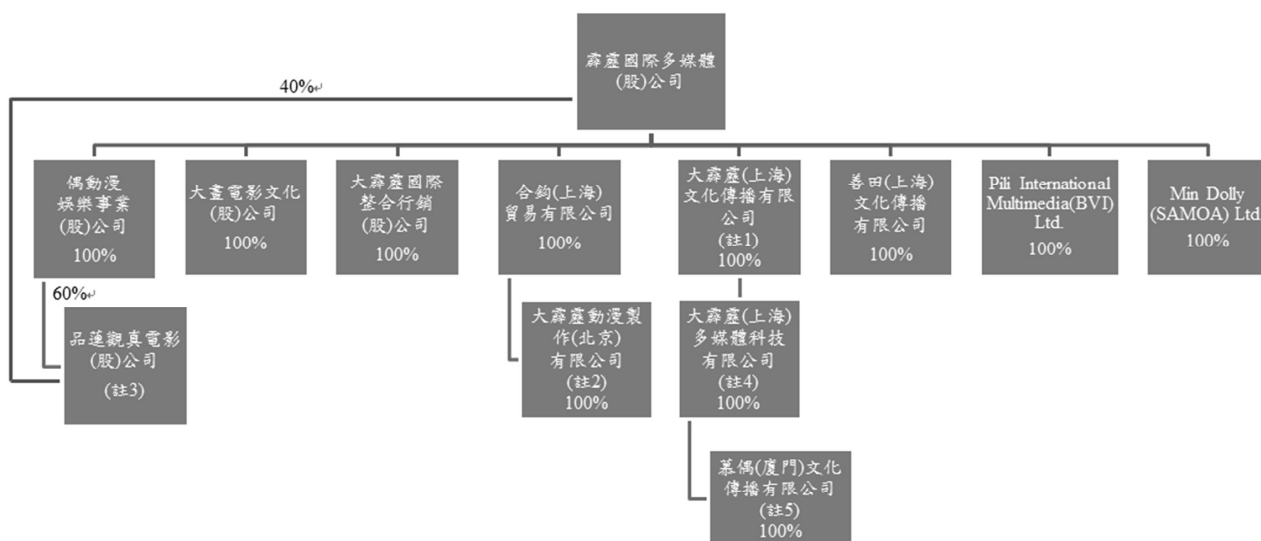 霹靂國際多媒體
(股)公司
40%
偶動漫
娛樂事業
(股)公司
100%
大畫電影文化
(股)公司
100%
大霹靂國際
整合行銷
(股)公司
100%
合鈞(上海)
貿易有限公司
100%
大霹靂(上海)
文化傳播有限
公司
(註1)
100%
善田(上海)
文化傳播
有限公司
100%
Pili International
Multimedia(BVI)
Ltd.
100%
Min Dolly
(SAMOA) Ltd
100%
60%
品蓮觀真電影
(股)公司
(註3)
大霹靂動漫製
作(北京)
有限公司
(註2)
100%
大霹靂(上海)
多媒體科技
有限公司
(註4)
100%
慕偶(廈門)文化
傳播有限公司
(註5)
100%